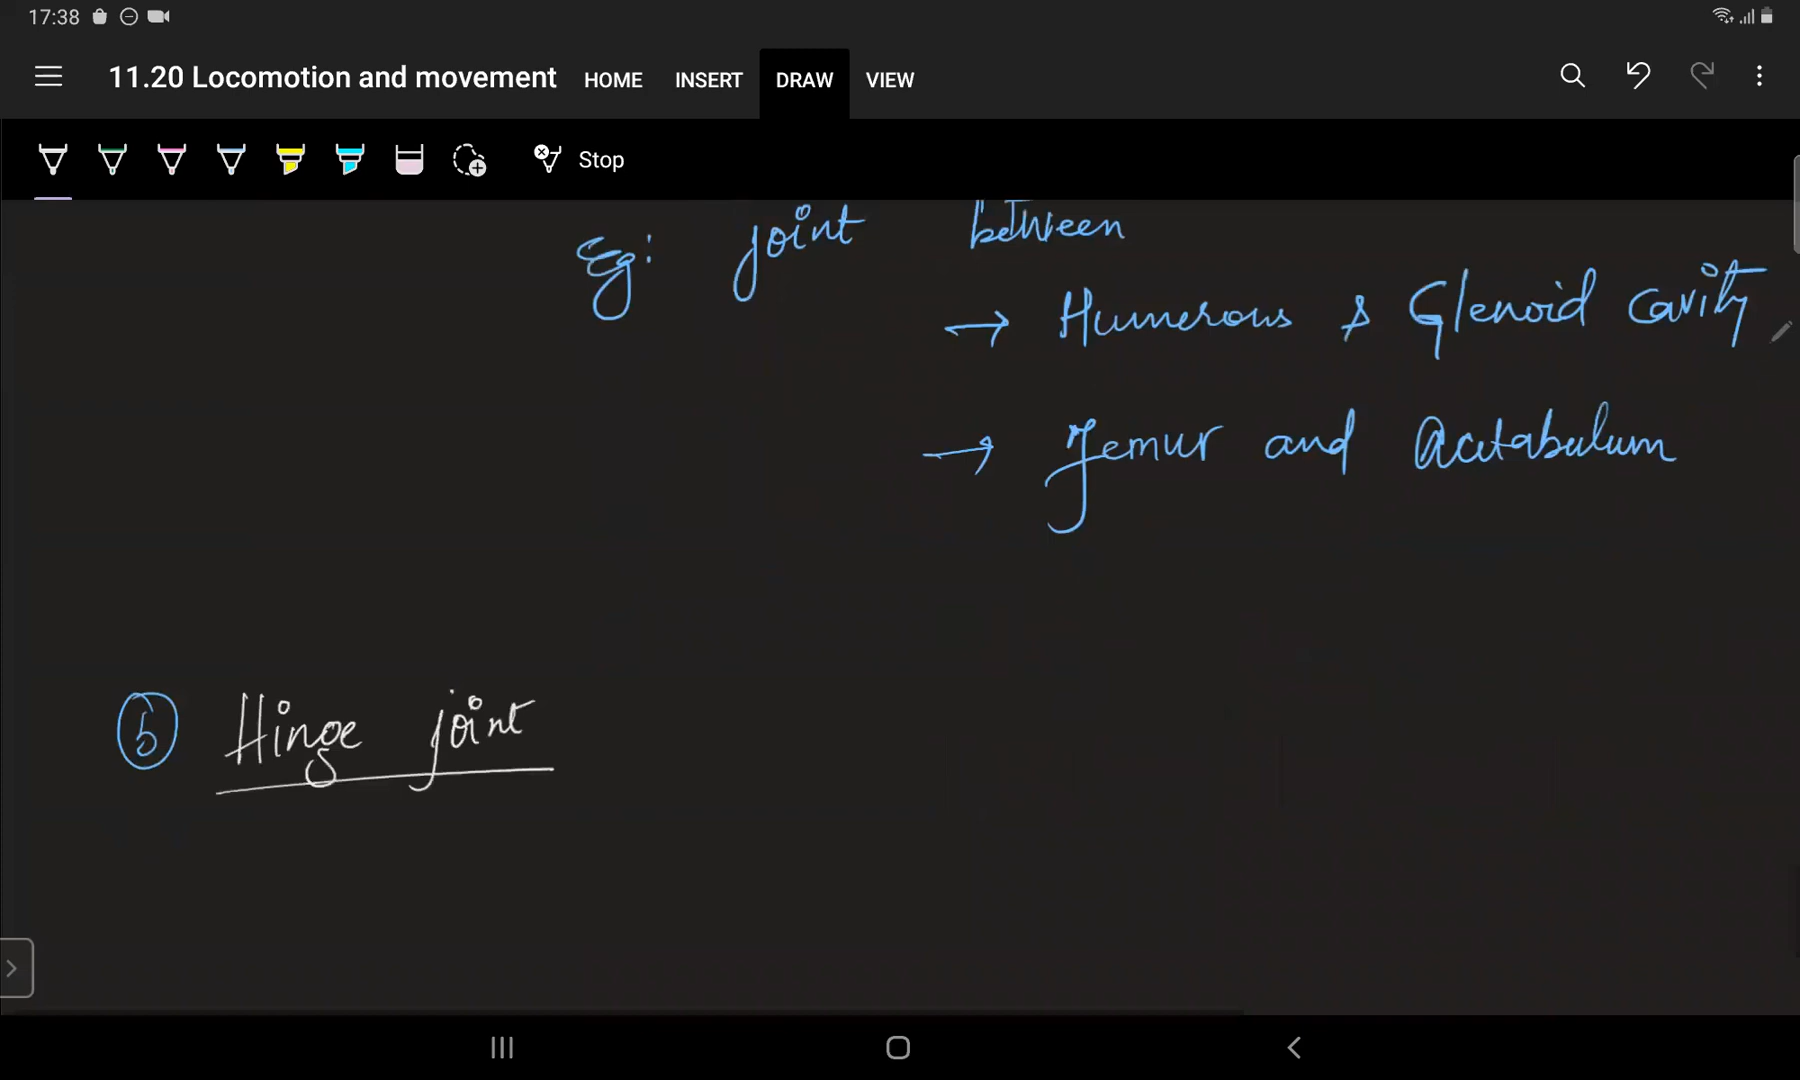 17:38
11.20 Locomotion and movement HOME INSERT DRAW VIEW
Stop
Eg: joint between
→ Humerous & Glenoid cavity
→ Femur and Acetabulum
b Hinge joint